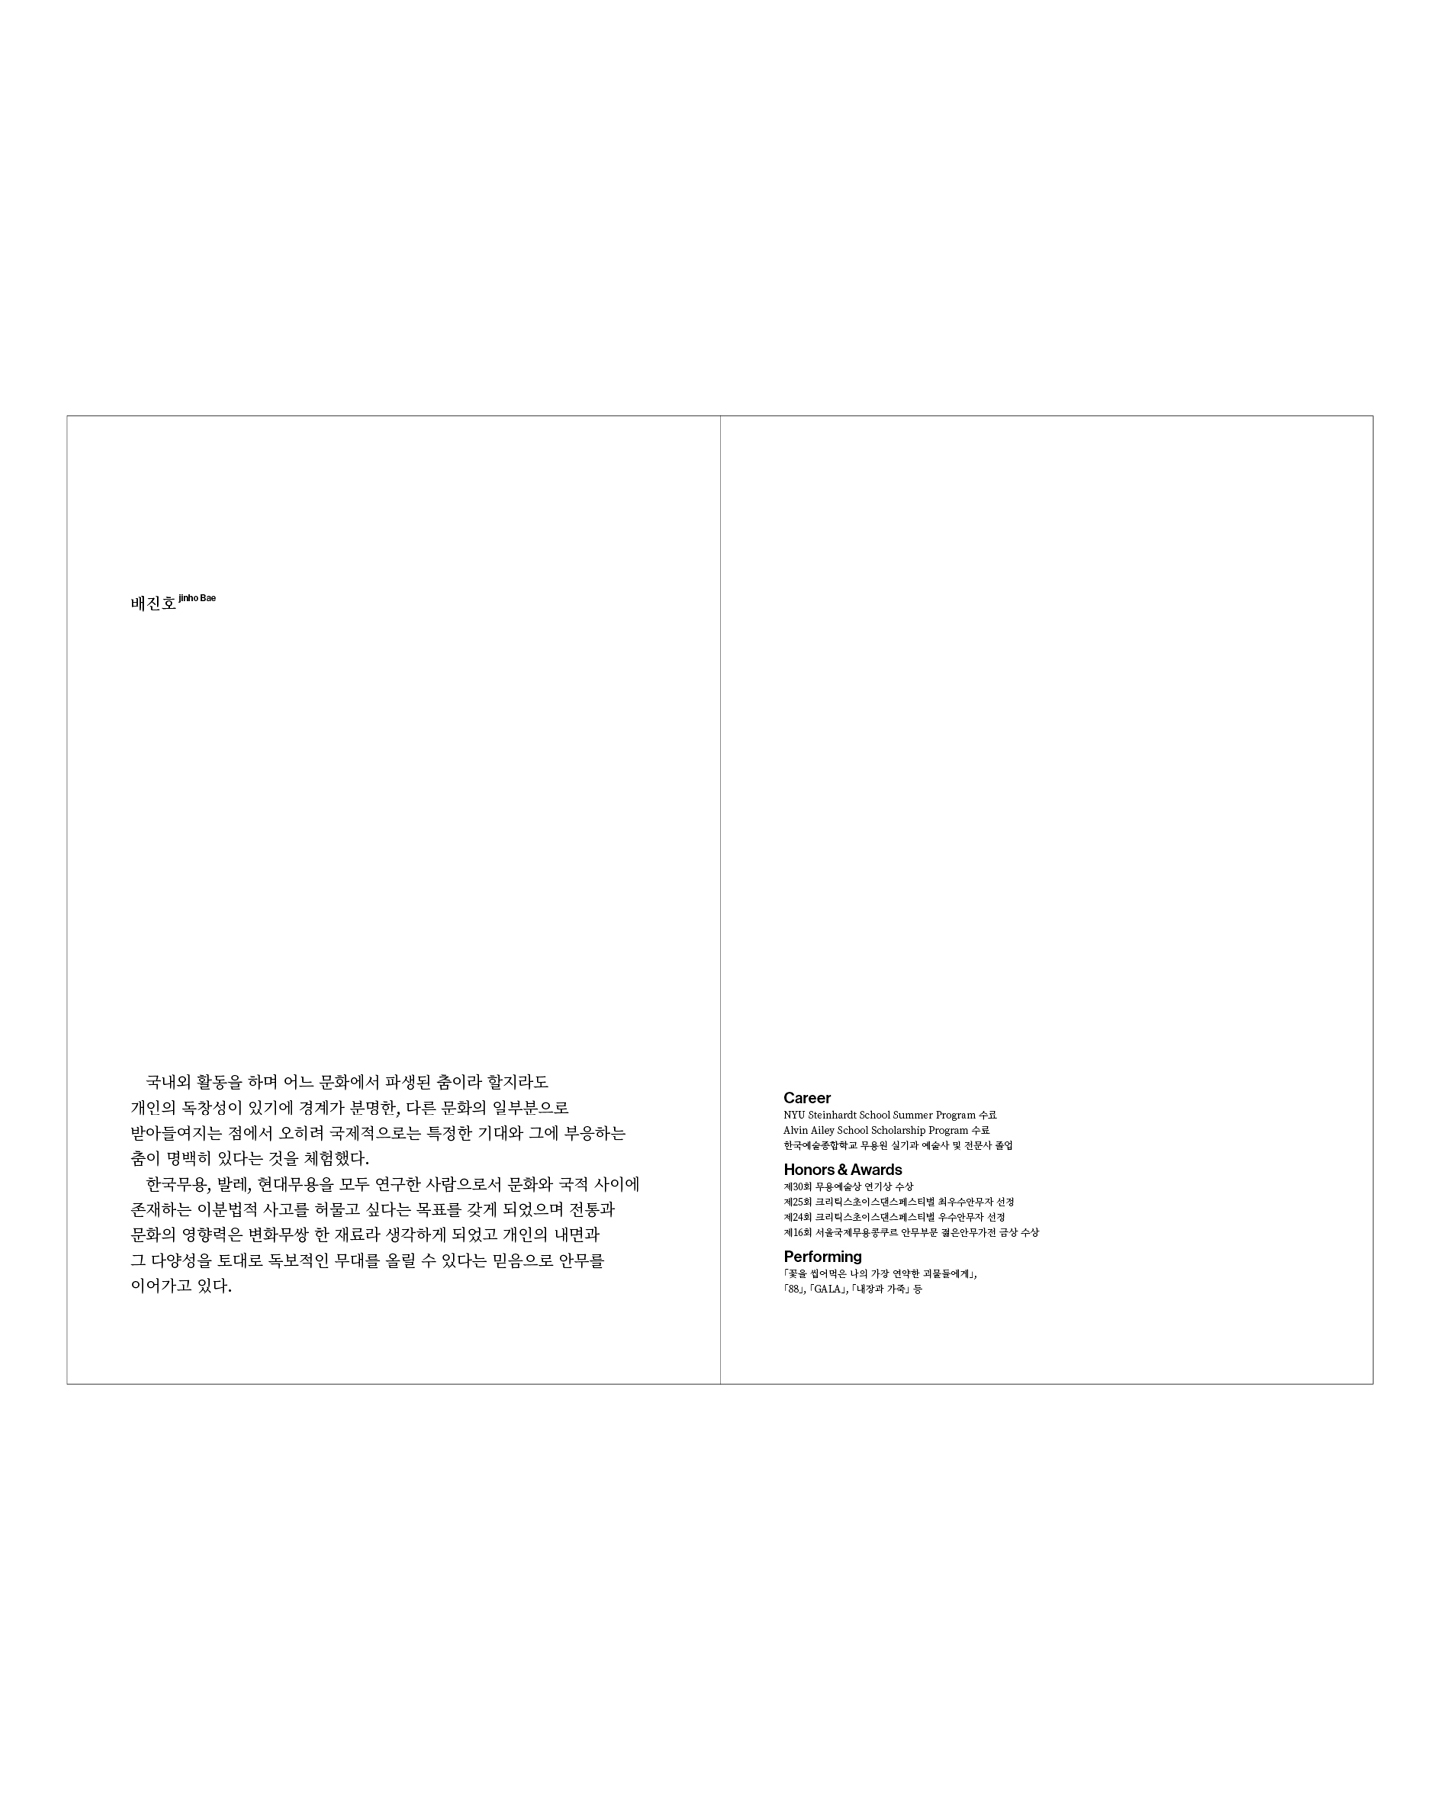 배진호 jinho Bae
국내외 활동을 하며 어느 문화에서 파생된 춤이라 할지라도
개인의 독창성이 있기에 경계가 분명한, 다른 문화의 일부분으로
받아들여지는 점에서 오히려 국제적으로는 특정한 기대와 그에 부응하는
춤이 명백히 있다는 것을 체험했다.
한국무용, 발레, 현대무용을 모두 연구한 사람으로서 문화와 국적 사이에
존재하는 이분법적 사고를 허물고 싶다는 목표를 갖게 되었으며 전통과
문화의 영향력은 변화무쌍 한 재료라 생각하게 되었고 개인의 내면과
그 다양성을 토대로 독보적인 무대를 올릴 수 있다는 믿음으로 안무를
이어가고 있다.
Career
NYU Steinhardt School Summer Program 수료
Alvin Ailey School Scholarship Program 수료
한국예술종합학교 무용원 실기과 예술사 및 전문사 졸업
Honors & Awards
제30회 무용예술상 연기상 수상
제25회 크리틱스초이스댄스페스티벌 최우수안무자 선정
제24회 크리틱스초이스댄스페스티벌 우수안무자 선정
제16회 서울국제무용콩쿠르 안무부문 젊은안무가전 금상 수상
Performing
「꽃을 씹어먹은 나의 가장 연약한 괴물들에게」,
「88」, 「GALA」, 「내장과 가죽」 등